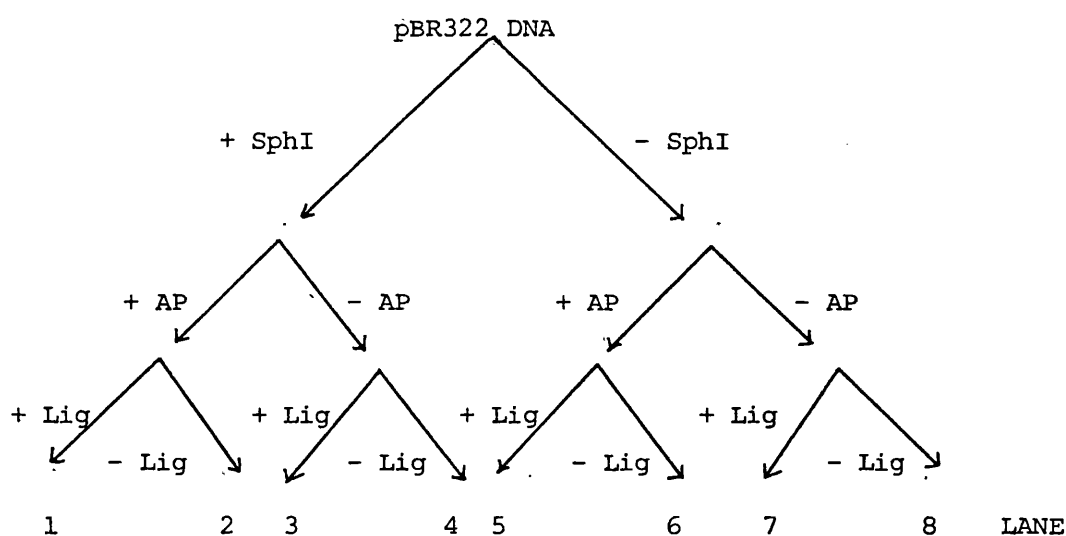 pBR322 DNA
+ SphI - SphI
+ AP - AP + AP - AP
+ Lig + Lig + Lig + Lig
- Lig - Lig - Lig - Lig
1 2 3 4 5 6 7 8 LANE